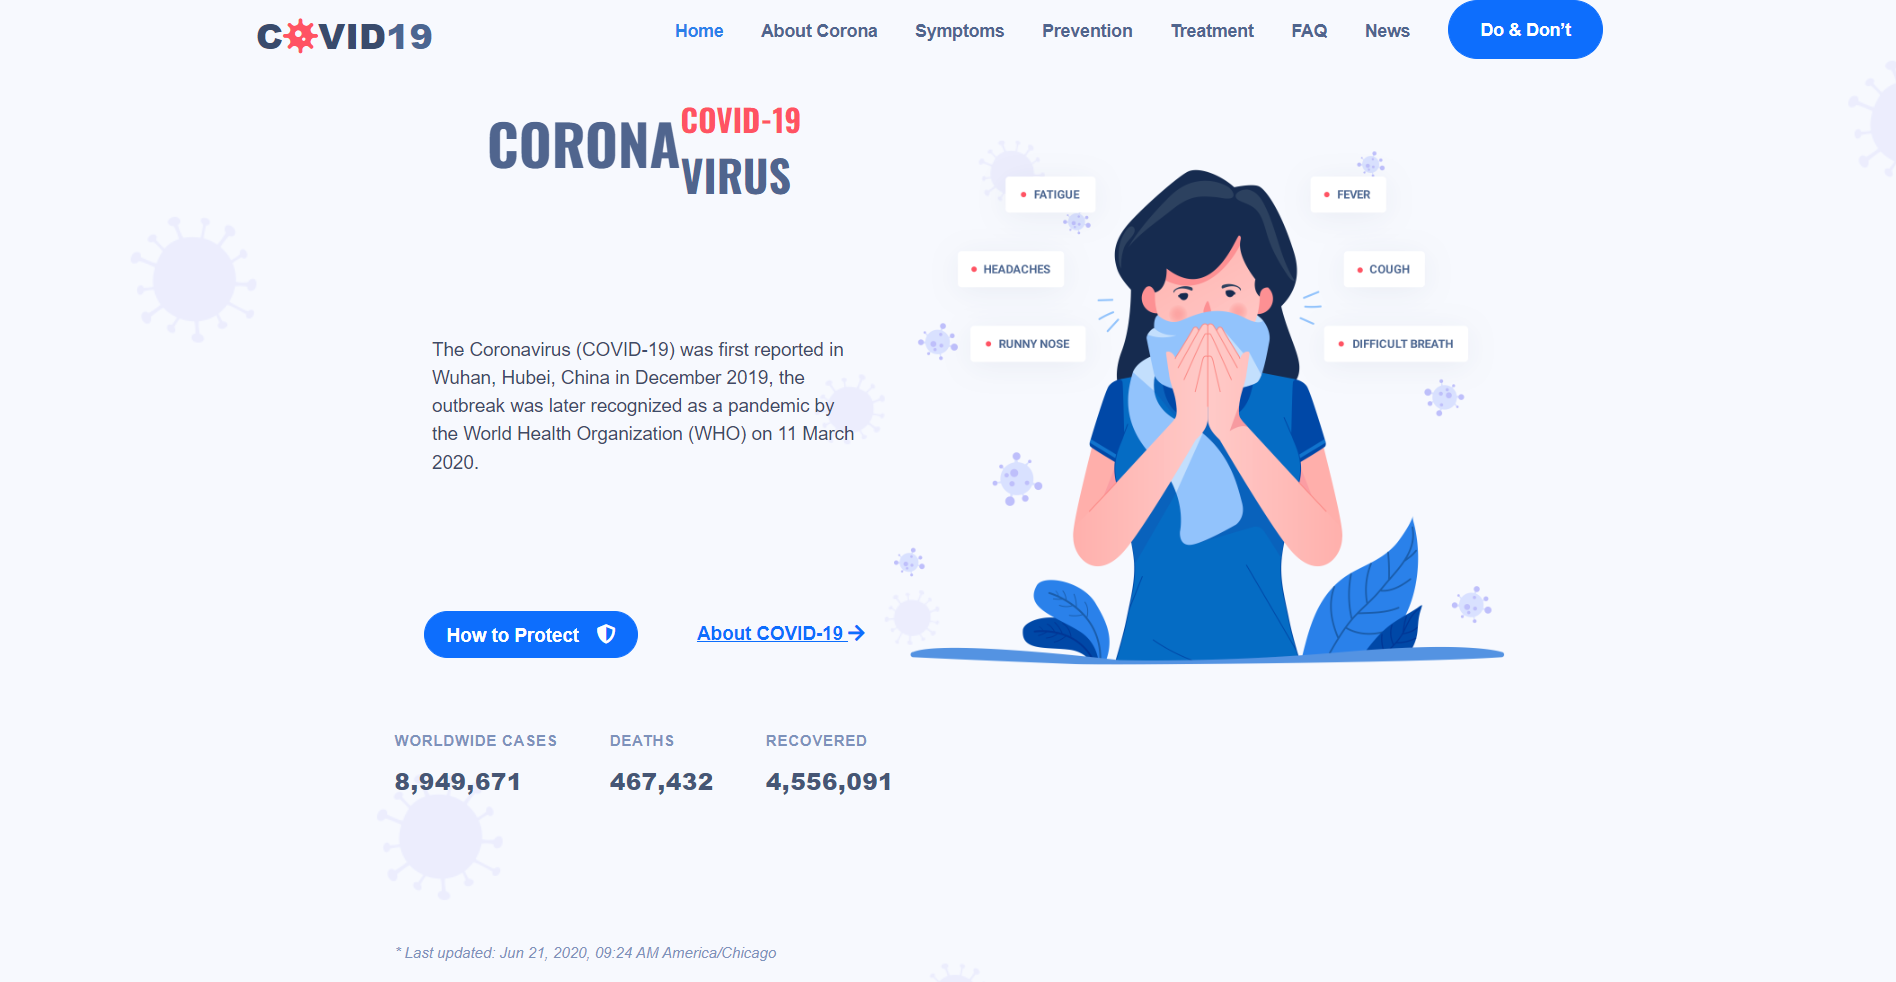 COVID19
Home
About Corona
Symptoms
Prevention
Treatment
FAQ
News
Do & Don’t
CORONA
COVID-19
VIRUS
FATIGUE
FEVER
HEADACHES
COUGH
RUNNY NOSE
DIFFICULT BREATH
The Coronavirus (COVID-19) was first reported in
Wuhan, Hubei, China in December 2019, the
outbreak was later recognized as a pandemic by
the World Health Organization (WHO) on 11 March
2020.
How to Protect
About COVID-19
WORLDWIDE CASES
8,949,671
DEATHS
467,432
RECOVERED
4,556,091
* Last updated: Jun 21, 2020, 09:24 AM America/Chicago